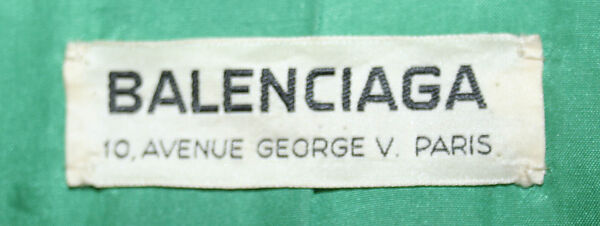 BALENCIAGA
10, AVENUE GEORGE V. PARIS